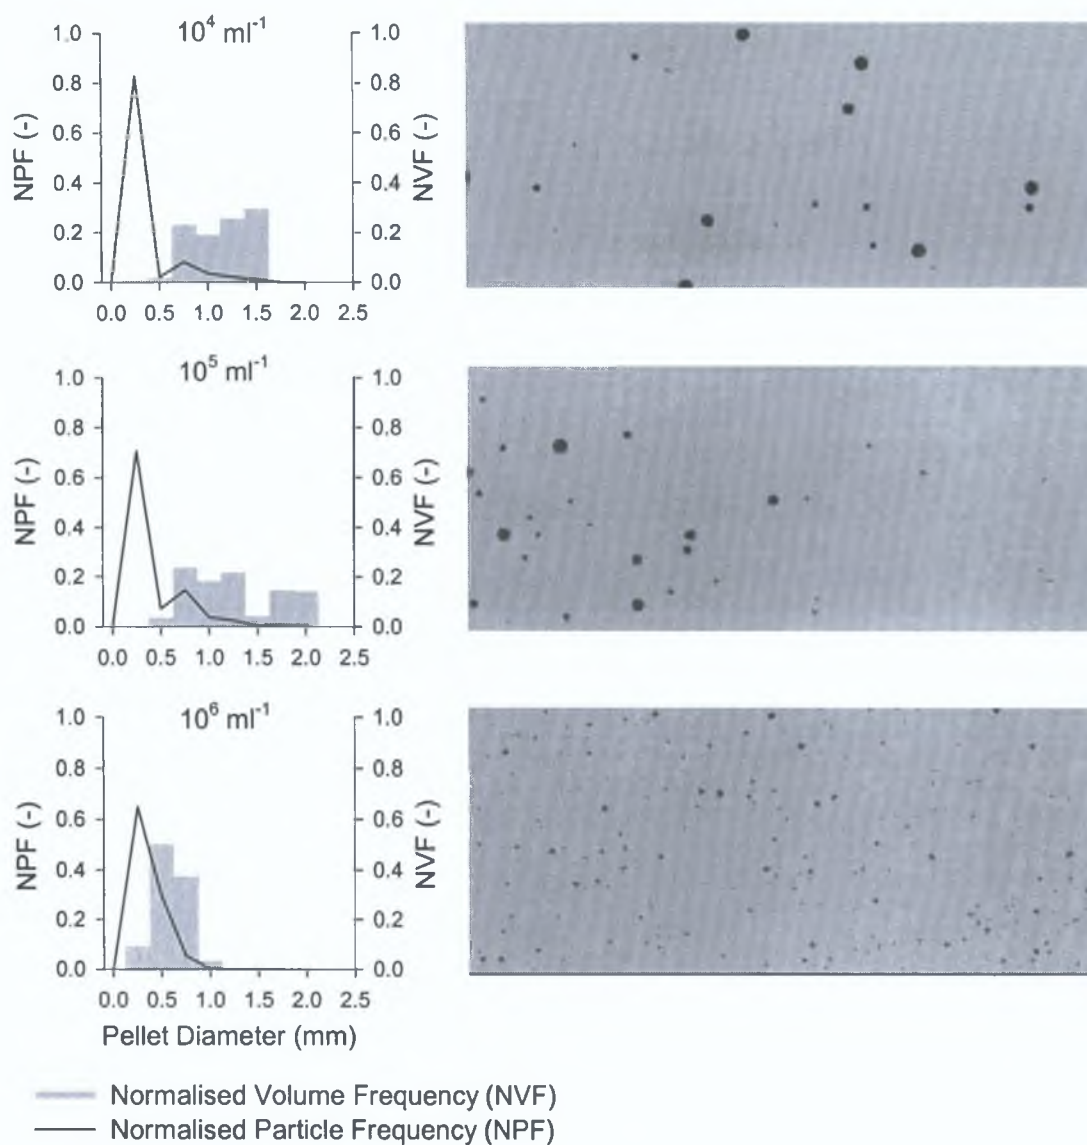 10⁴ ml⁻¹
1.0 1.0
0.8 0.8
0.6 0.6
0.4 0.4
0.2 0.2
0.0 0.0
NPF (-)
NVF (-)
0.0 0.5 1.0 1.5 2.0 2.5
10⁵ ml⁻¹
1.0 1.0
0.8 0.8
0.6 0.6
0.4 0.4
0.2 0.2
0.0 0.0
NPF (-)
NVF (-)
0.0 0.5 1.0 1.5 2.0 2.5
10⁶ ml⁻¹
1.0 1.0
0.8 0.8
0.6 0.6
0.4 0.4
0.2 0.2
0.0 0.0
NPF (-)
NVF (-)
0.0 0.5 1.0 1.5 2.0 2.5
Pellet Diameter (mm)
Normalised Volume Frequency (NVF)
Normalised Particle Frequency (NPF)